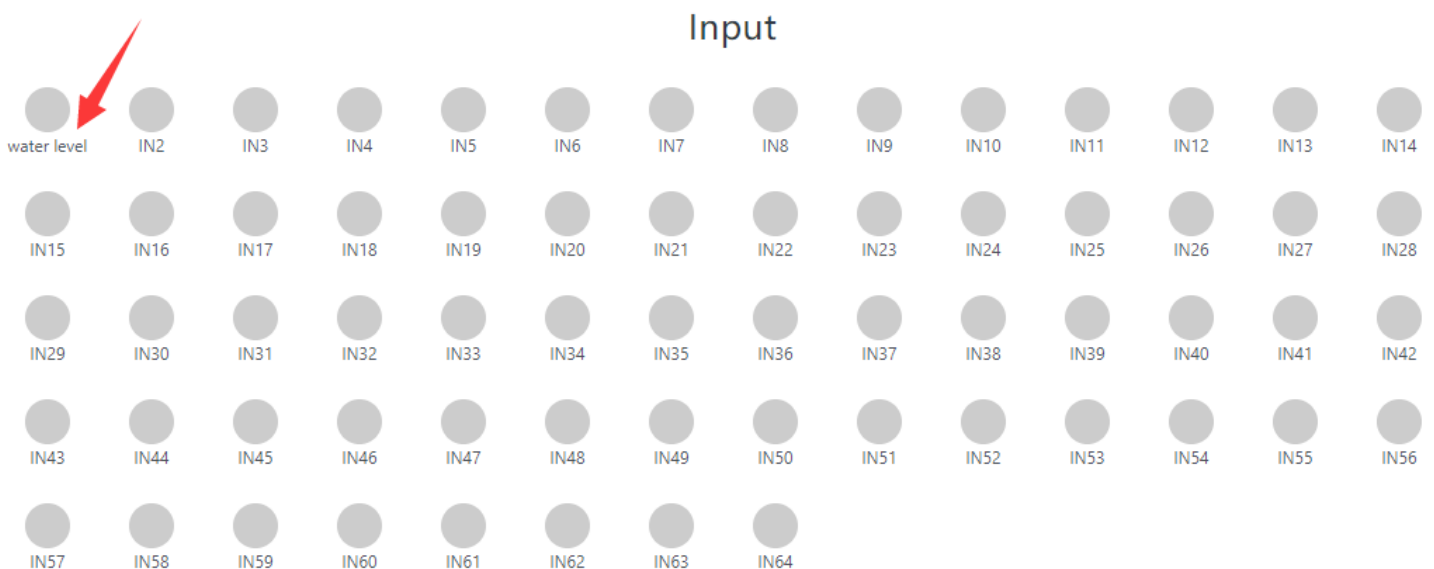 Input
water level IN2 IN3 IN4 IN5 IN6 IN7 IN8 IN9 IN10 IN11 IN12 IN13 IN14
IN15 IN16 IN17 IN18 IN19 IN20 IN21 IN22 IN23 IN24 IN25 IN26 IN27 IN28
IN29 IN30 IN31 IN32 IN33 IN34 IN35 IN36 IN37 IN38 IN39 IN40 IN41 IN42
IN43 IN44 IN45 IN46 IN47 IN48 IN49 IN50 IN51 IN52 IN53 IN54 IN55 IN56
IN57 IN58 IN59 IN60 IN61 IN62 IN63 IN64